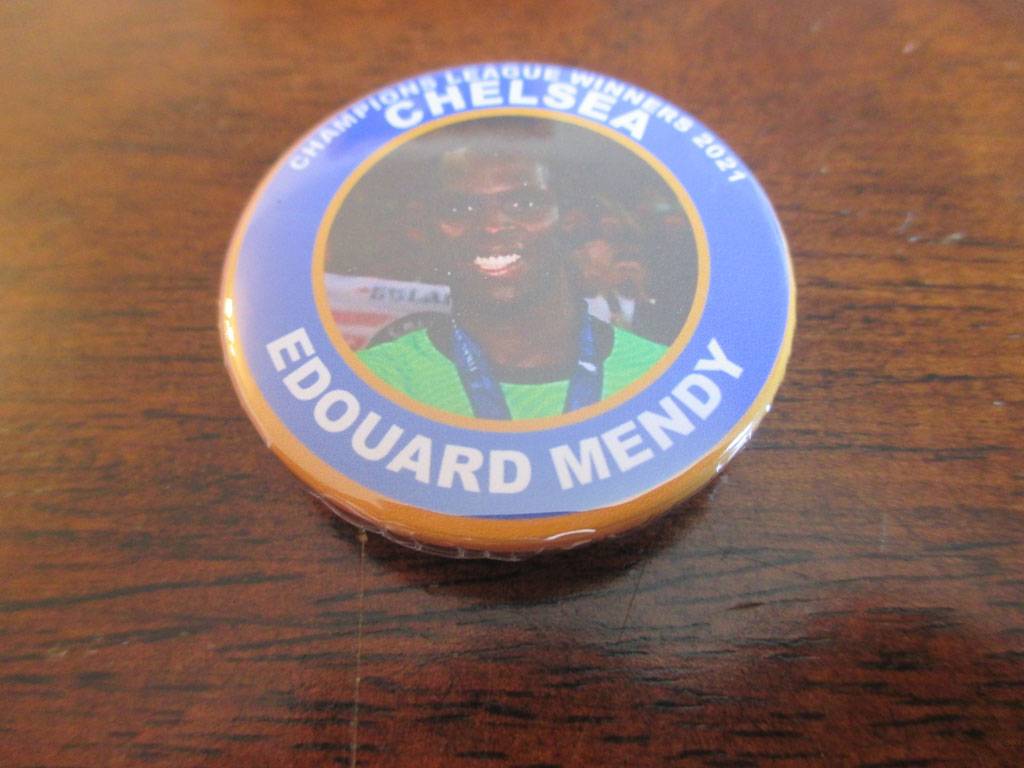 CHAMPIONS LEAGUE WINNERS 2021
CHELSEA
EDOUARD MENDY